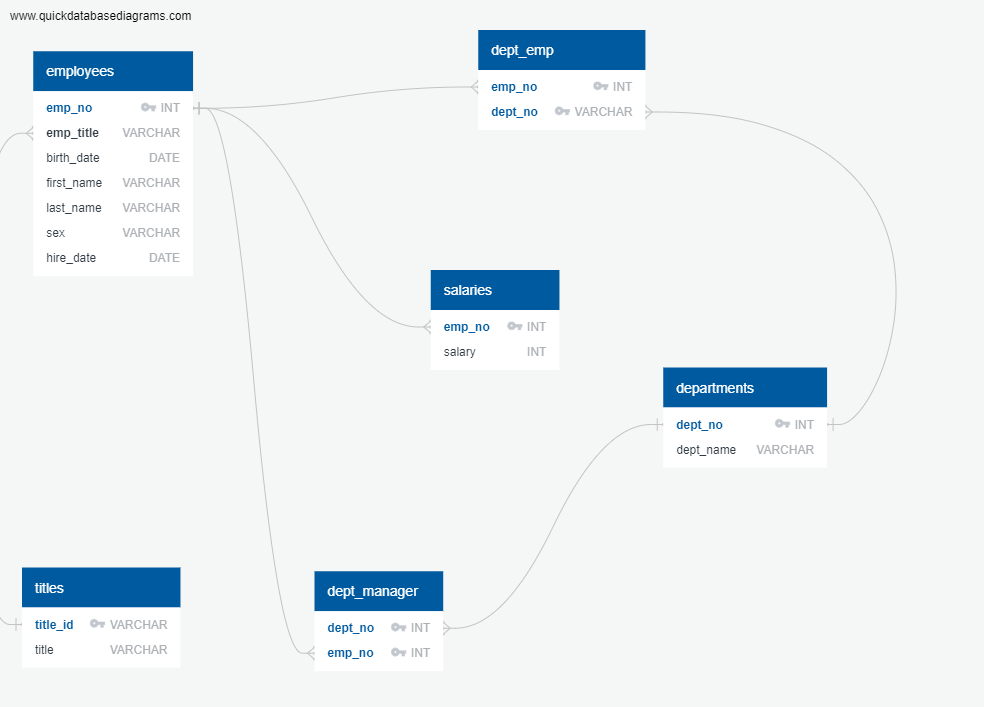 www.quickdatabasediagrams.com
employees
emp_no INT
emp_title VARCHAR
birth_date DATE
first_name VARCHAR
last_name VARCHAR
sex VARCHAR
hire_date DATE
dept_emp
emp_no INT
dept_no VARCHAR
salaries
emp_no INT
salary INT
departments
dept_no INT
dept_name VARCHAR
titles
title_id VARCHAR
title VARCHAR
dept_manager
dept_no INT
emp_no INT